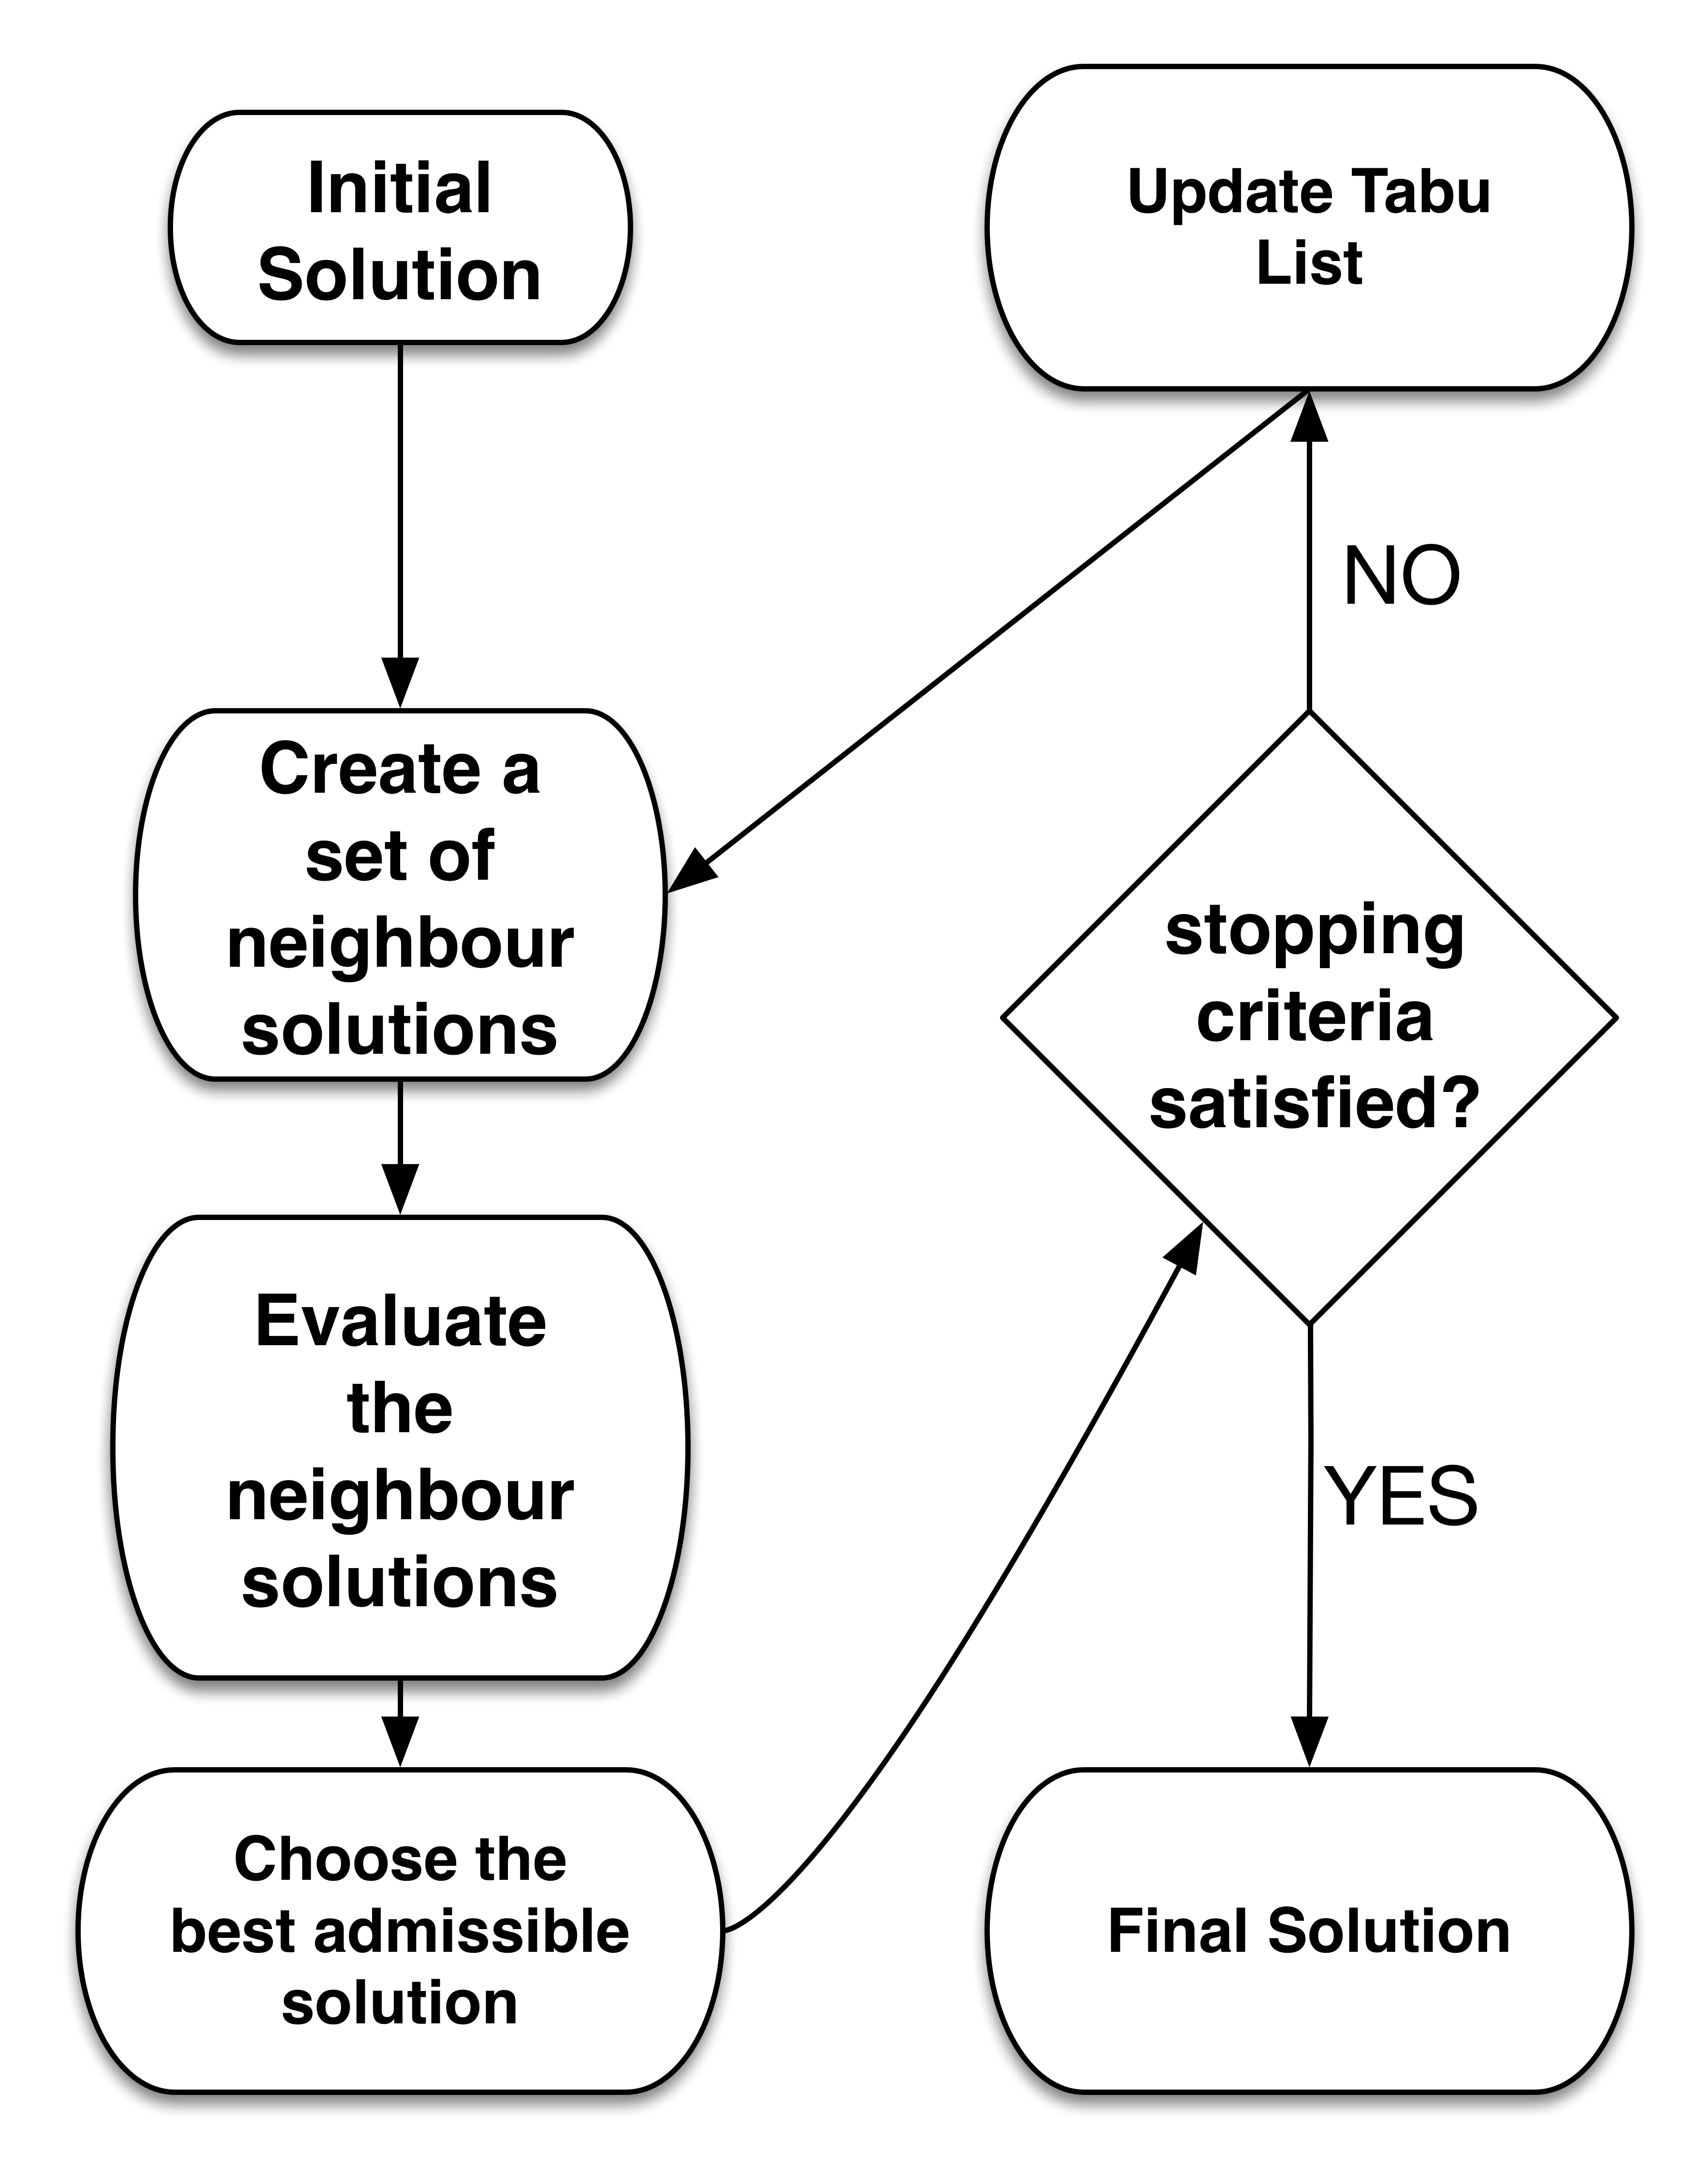 Initial
Solution
Create a
set of
neighbour
solutions
Evaluate
the
neighbour
solutions
Choose the
best admissible
solution
Update Tabu
List
NO
stopping
criteria
satisfied?
YES
Final Solution